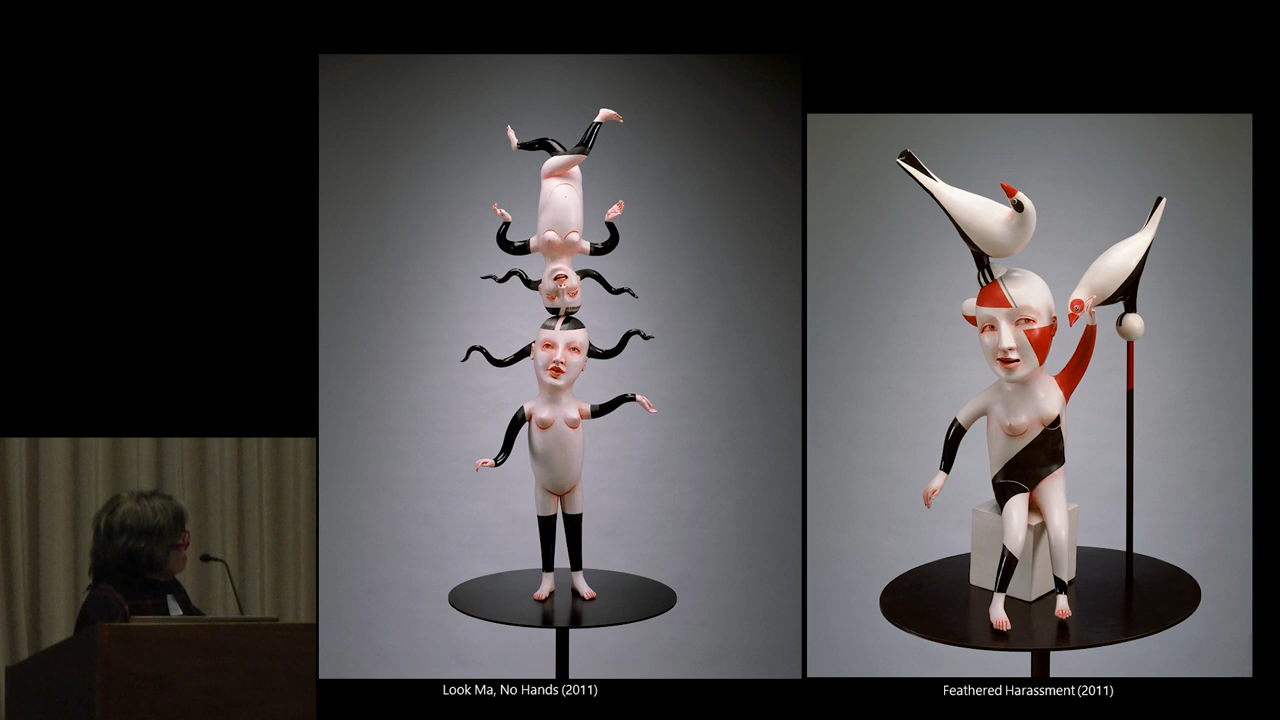 Look Ma, No Hands (2011)
Feathered Harassment (2011)